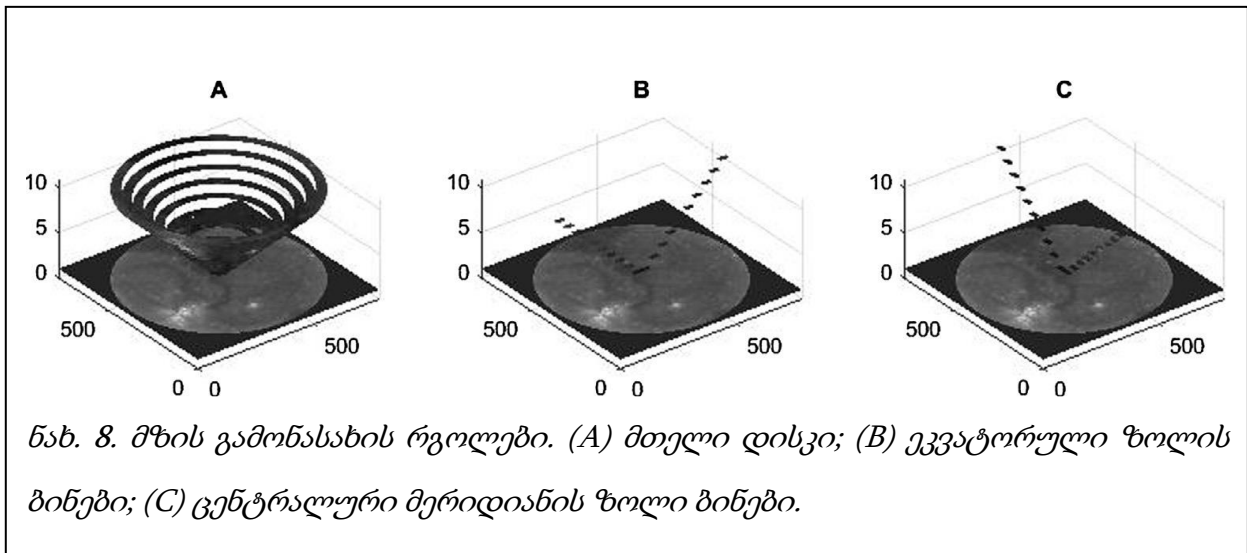 A B C
10 10 10
5 5 5
0 0 0
500 500 500 500 500 500
0 0 0 0 0 0
ნახ. 8. მზის გამონასახის რგოლები. (A) მთელი დისკი; (B) ეკვატორული ზოლის
ბინები; (C) ცენტრალური მერიდიანის ზოლი ბინები.